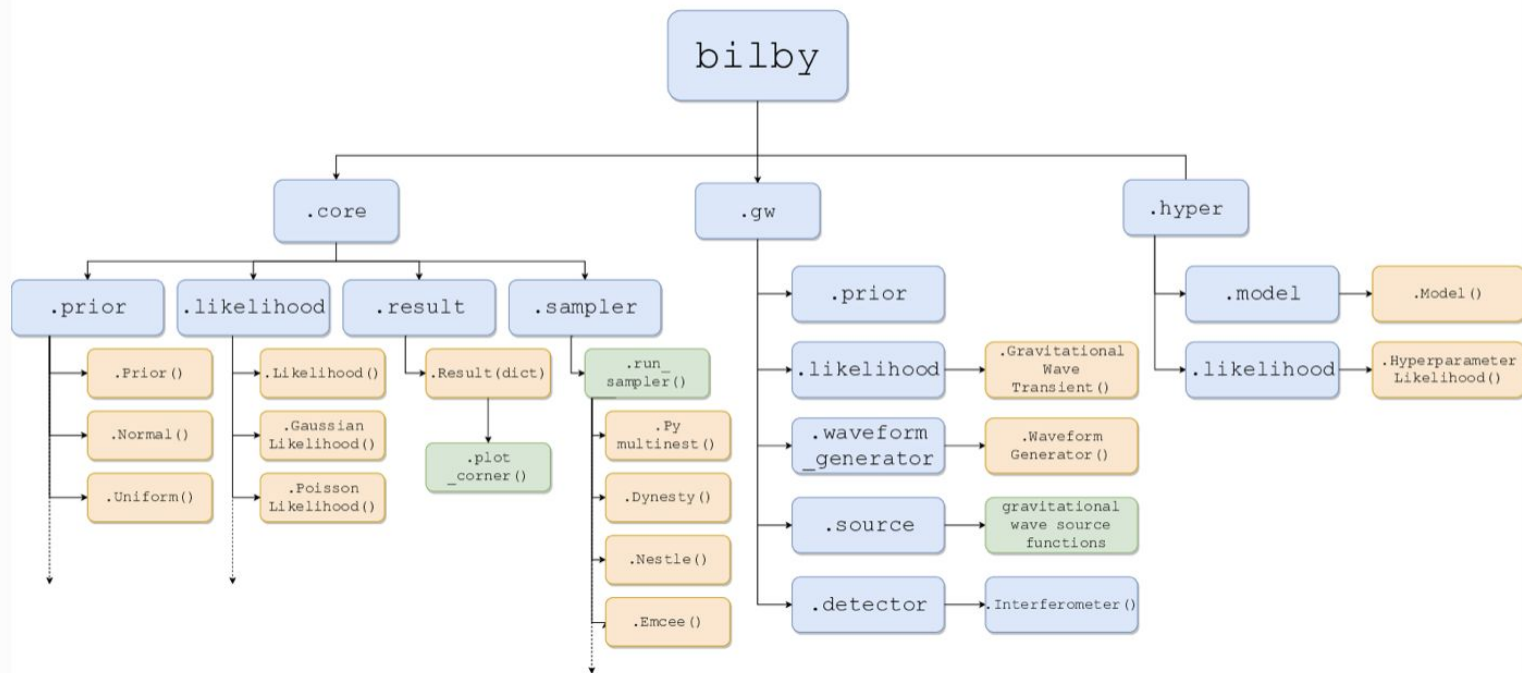 bilby
.core
.gw
.hyper
.prior
.likelihood
.result
.sampler
.Prior()
.Normal()
.Uniform()
.Likelihood()
.Gaussian
Likelihood()
.Poisson
Likelihood()
.Result(dict)
.plot
_corner()
.run_
sampler()
.Py
multinest()
.Dynesty()
.Nestle()
.Emcee()
.prior
.likelihood
.Gravitational
Wave
Transient()
.waveform
_generator
.Waveform
Generator()
.source
gravitational
wave source
functions
.detector
.Interferometer()
.model
.Model()
.likelihood
.Hyperparameter
Likelihood()